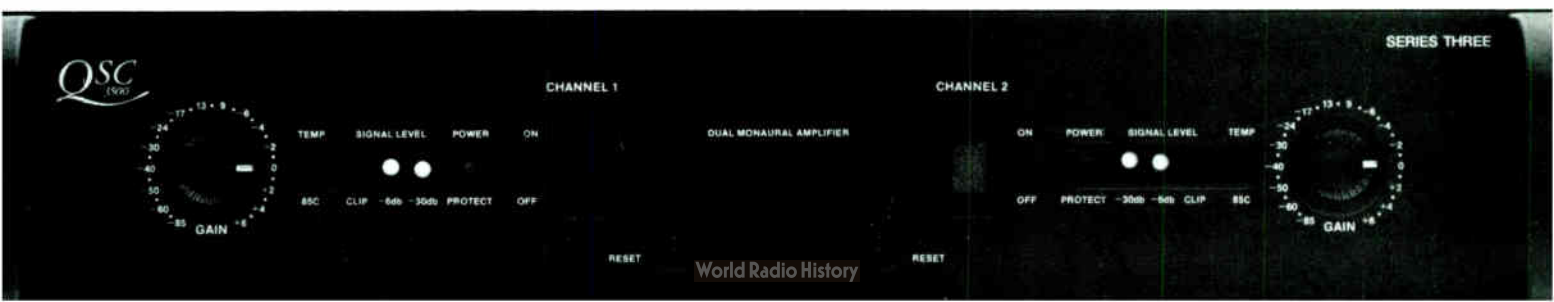 SERIES THREE
QSC
3500
CHANNEL 1
CHANNEL 2
13 9
17 6
24 4
30 2
40 0
50 2
60 4
85 +6
GAIN
TEMP SIGNAL LEVEL POWER ON
85C CLIP -6db -30db PROTECT OFF
DUAL MONAURAL AMPLIFIER
ON POWER SIGNAL LEVEL TEMP
OFF PROTECT -30db -6db CLIP 85C
17 13 9 6
24 4
30 2
40 0
50 +2
60 +4
85 +6
GAIN
RESET
RESET
World Radio History